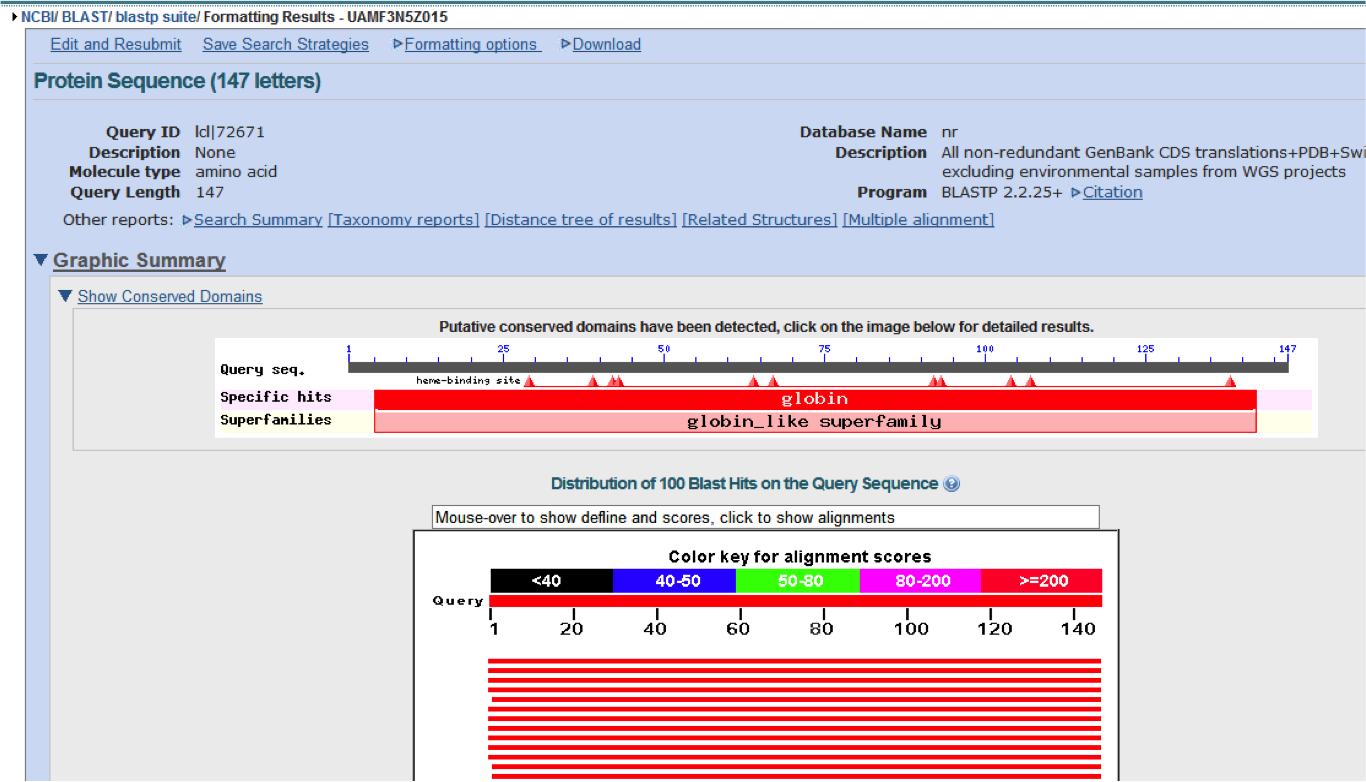 NCBI/ BLAST/ blastp suite/ Formatting Results - UAMF3N5Z015
Edit and Resubmit Save Search Strategies Formatting options Download
Protein Sequence (147 letters)
Query ID lcl|72671
Description None
Molecule type amino acid
Query Length 147
Database Name nr
Description All non-redundant GenBank CDS translations+PDB+Swi
excluding environmental samples from WGS projects
Program BLASTP 2.2.25+ Citation
Other reports: Search Summary [Taxonomy reports] [Distance tree of results] [Related Structures] [Multiple alignment]
Graphic Summary
Show Conserved Domains
Putative conserved domains have been detected, click on the image below for detailed results.
1 25 50 75 100 125 147
Query seq.
heme-binding site
Specific hits globin
Superfamilies globin_like superfamily
Distribution of 100 Blast Hits on the Query Sequence ?
Mouse-over to show defline and scores, click to show alignments
Color key for alignment scores
<40 40-50 50-80 80-200 >=200
Query
1 20 40 60 80 100 120 140